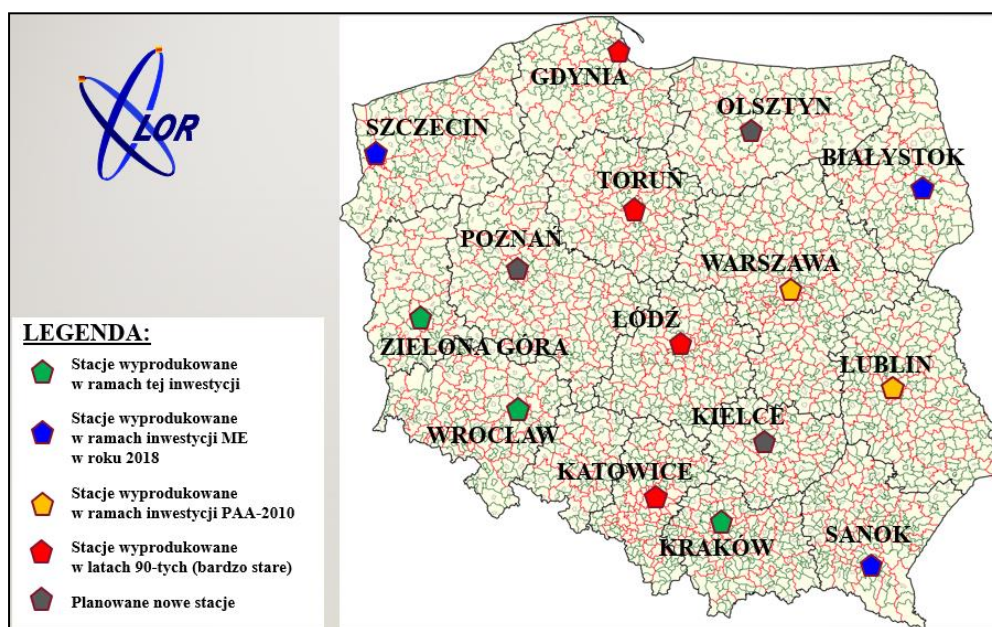 CLOR
GDYNIA
OLSZTYN
SZCZECIN
BIAŁYSTOK
TORUŃ
POZNAŃ
WARSZAWA
ŁÓDŹ
ZIELONA GÓRA
LUBLIN
KIELCE
WROCŁAW
KATOWICE
KRAKÓW
SANOK
LEGENDA:
Stacje wyprodukowane
w ramach tej inwestycji
Stacje wyprodukowane
w ramach inwestycji ME
w roku 2018
Stacje wyprodukowane
w ramach inwestycji PAA-2010
Stacje wyprodukowane
w latach 90-tych (bardzo stare)
Planowane nowe stacje